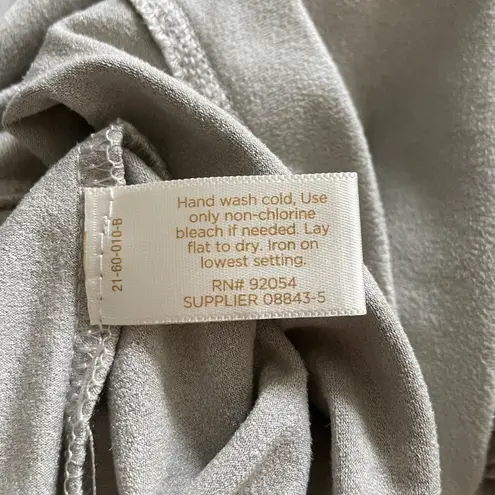 Hand wash cold, Use
only non-chlorine
bleach if needed. Lay
flat to dry. Iron on
lowest setting.
RN# 92054
SUPPLIER 08843-5
21-60-010-B